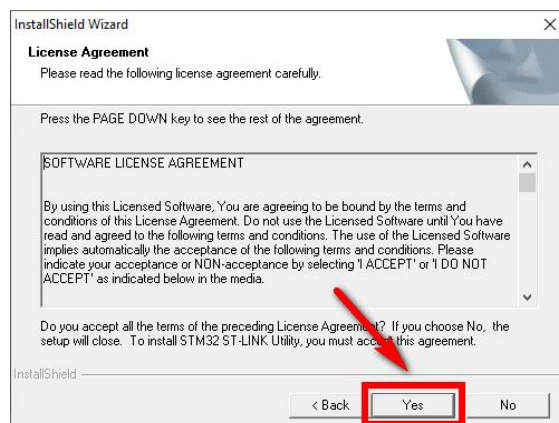 InstallShield Wizard
License Agreement
Please read the following license agreement carefully.
Press the PAGE DOWN key to see the rest of the agreement.
SOFTWARE LICENSE AGREEMENT
By using this Licensed Software, You are agreeing to be bound by the terms and
conditions of this License Agreement. Do not use the Licensed Software until You have
read and agreed to the following terms and conditions. The use of the Licensed Software
implies automatically the acceptance of the following terms and conditions. Please
indicate your acceptance or NON-acceptance by selecting 'I ACCEPT' or 'I DO NOT
ACCEPT' as indicated below in the media.
Do you accept all the terms of the preceding License Agreement? If you choose No, the
setup will close. To install STM32 ST-LINK Utility, you must accept this agreement.
InstallShield
< Back Yes No